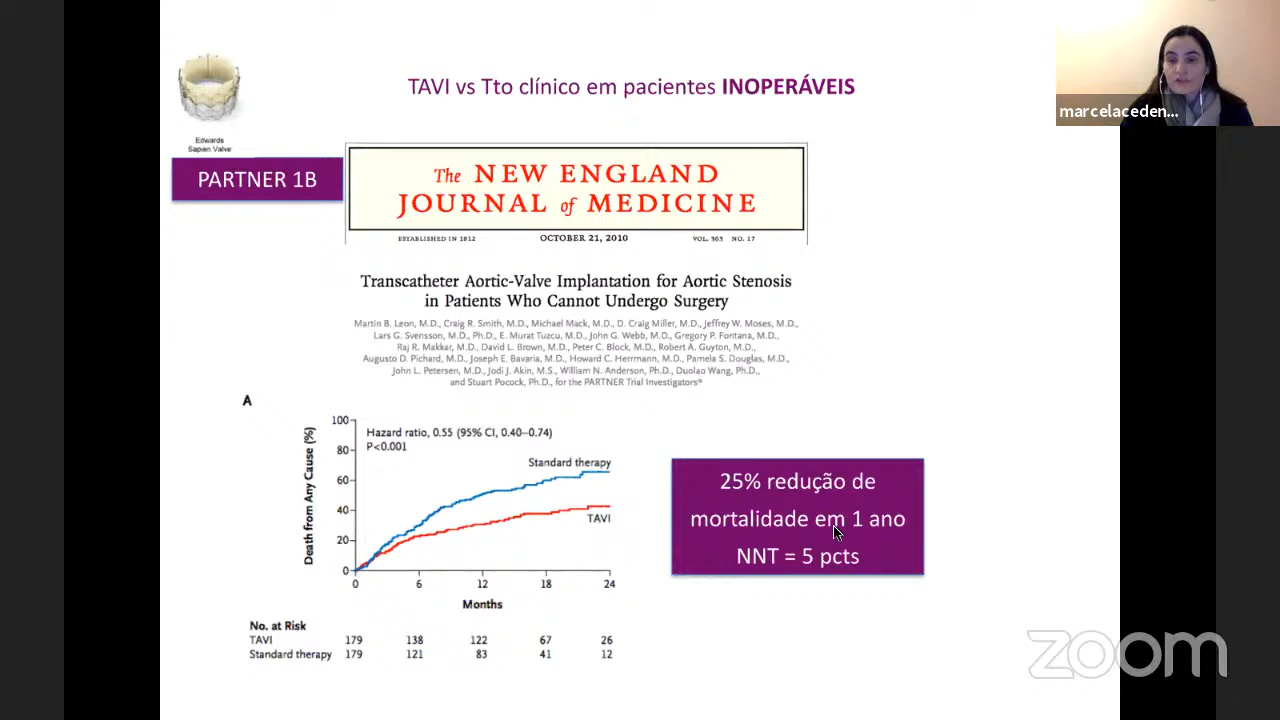 TAVI vs Tto clínico em pacientes INOPERÁVEIS
marcelaceden...
Edwards
Sapien Valve
PARTNER 1B
The NEW ENGLAND
JOURNAL of MEDICINE
ESTABLISHED IN 1812 OCTOBER 21, 2010 VOL. 363 NO. 17
Transcatheter Aortic-Valve Implantation for Aortic Stenosis
in Patients Who Cannot Undergo Surgery
Martin B. Leon, M.D., Craig R. Smith, M.D., Michael Mack, M.D., D. Craig Miller, M.D., Jeffrey W. Moses, M.D.,
Lars G. Svensson, M.D., Ph.D., E. Murat Tuzcu, M.D., John G. Webb, M.D., Gregory P. Fontana, M.D.,
Raj R. Makkar, M.D., David L. Brown, M.D., Peter C. Block, M.D., Robert A. Guyton, M.D.,
Augusto D. Pichard, M.D., Joseph E. Bavaria, M.D., Howard C. Herrmann, M.D., Pamela S. Douglas, M.D.,
John L. Petersen, M.D., Jodi J. Akin, M.S., William N. Anderson, Ph.D., Duolao Wang, Ph.D.,
and Stuart Pocock, Ph.D., for the PARTNER Trial Investigators*
A
Death from Any Cause (%)
100
80
60
40
20
0
Hazard ratio, 0.55 (95% CI, 0.40–0.74)
P<0.001
Standard therapy
TAVI
0 6 12 18 24
Months
No. at Risk
TAVI 179 138 122 67 26
Standard therapy 179 121 83 41 12
25% redução de
mortalidade em 1 ano
NNT = 5 pcts
zoom